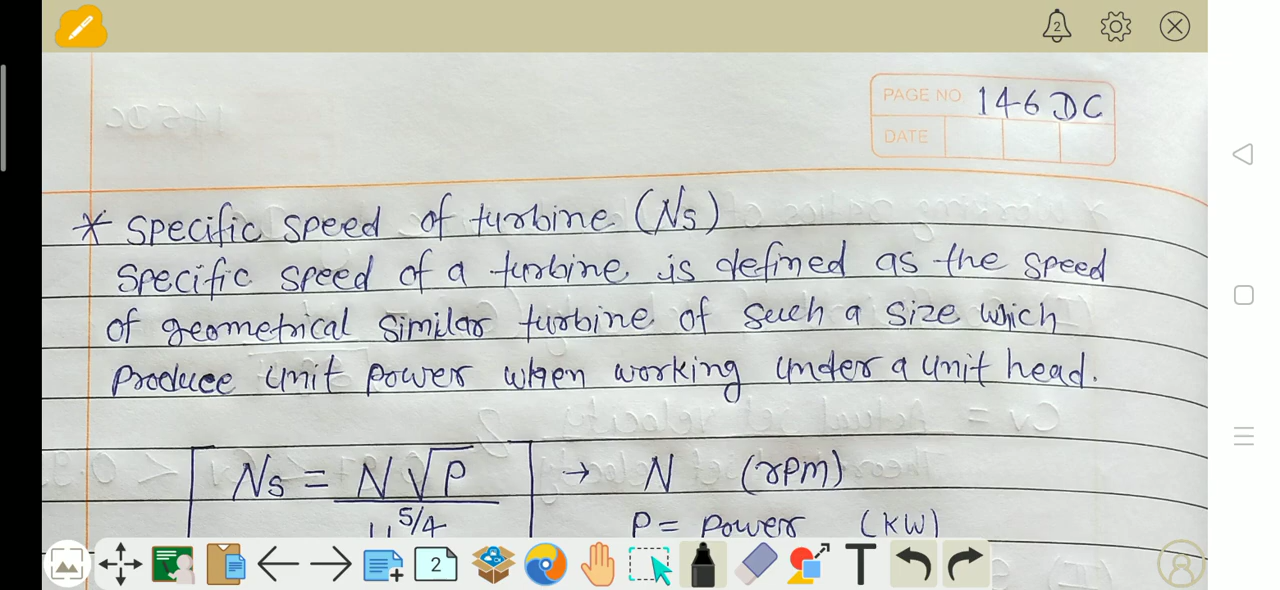 2
PAGE NO. 146 DC
DATE
* specific speed of turbine (Ns)
specific speed of a turbine is defined as the speed
of geometrical similar turbine of such a size which
produce unit power when working under a unit head.
Ns = N√P → N (rpm)
H^5/4 P = power (kW)
2 T